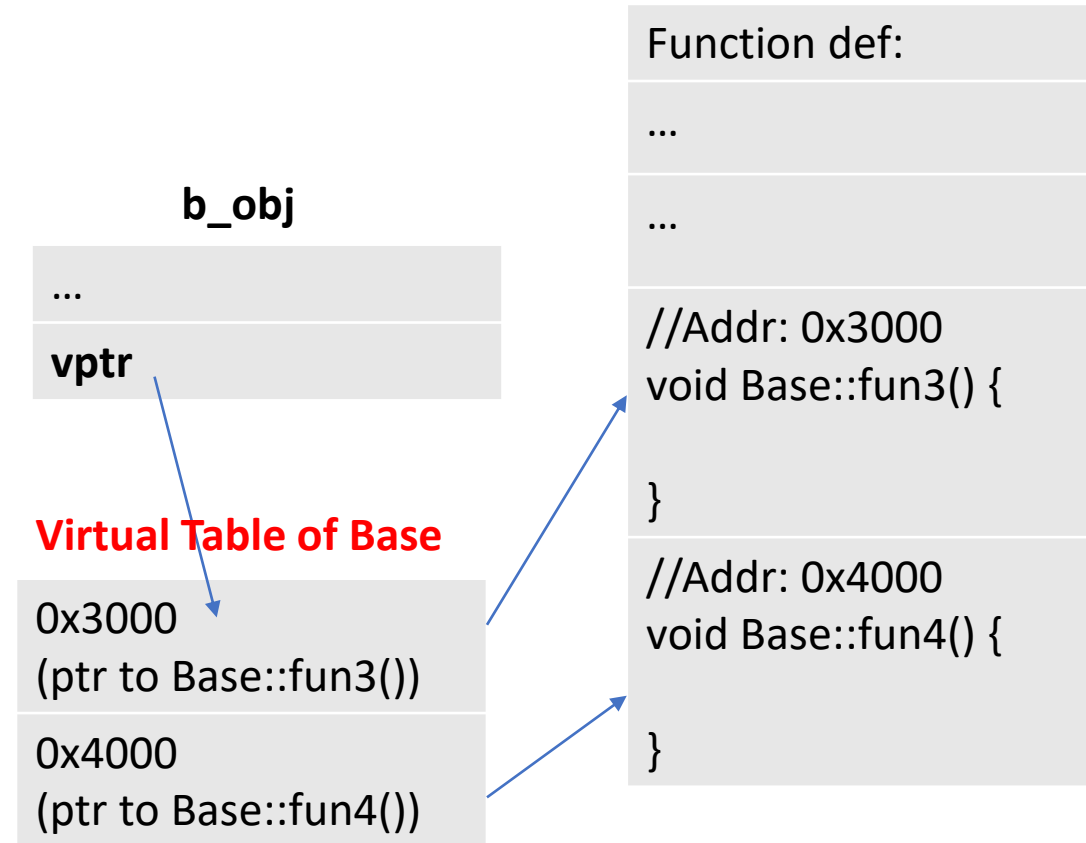 b_obj
…
vptr
Virtual Table of Base
0x3000
(ptr to Base::fun3())
0x4000
(ptr to Base::fun4())
Function def:
…
…
//Addr: 0x3000
void Base::fun3() {
}
//Addr: 0x4000
void Base::fun4() {
}